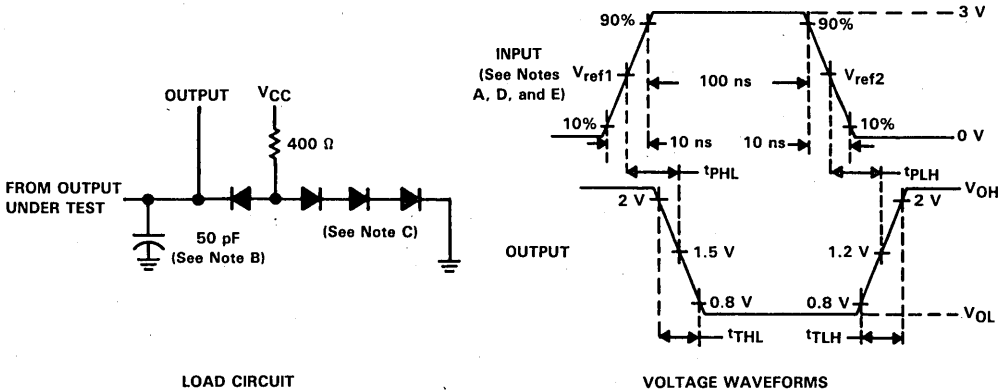 OUTPUT
VCC
400 Ω
FROM OUTPUT
UNDER TEST
50 pF
(See Note B)
(See Note C)
LOAD CIRCUIT
3 V
90%
90%
INPUT
(See Notes
A, D, and E)
Vref1
100 ns
Vref2
10%
10%
0 V
10 ns
10 ns
tPHL
tPLH
VOH
2 V
2 V
OUTPUT
1.5 V
1.2 V
0.8 V
0.8 V
VOL
tTHL
tTLH
VOLTAGE WAVEFORMS